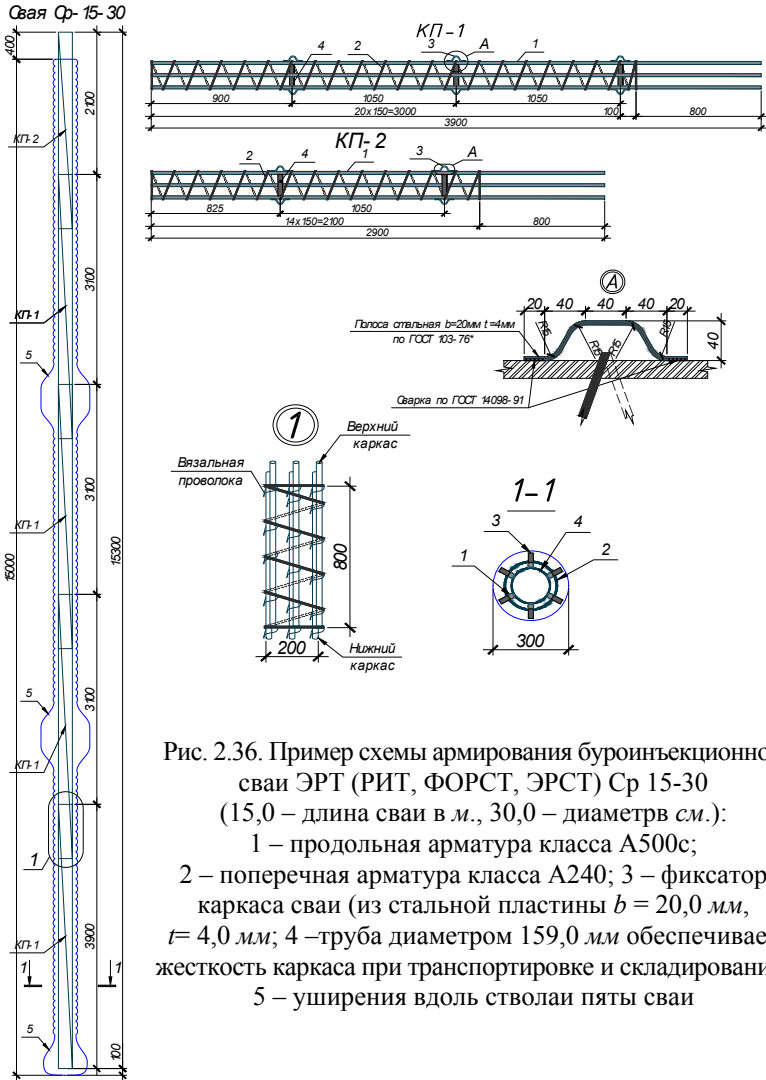 Свая Ср- 15- 30
400
2100
КП- 2
3100
КП- 1
5
3100
КП- 1
15000
15300
5
3100
КП- 1
1
3900
КП- 1
1
1
5
100
КП-1
4
2
3
А
1
900
1050
1050
20х150=3000
100
800
3900
КП-2
2
4
1
3
А
825
1050
14х150=2100
800
2900
А
20
40
40
40
20
Полоса стальная b=20мм t =4мм
по ГОСТ 103- 76*
R15
R15
R15
R15
40
Сварка по ГОСТ 14098- 91
1
Верхний
каркас
Вязальная
проволока
800
200
Нижний
каркас
1-1
3
4
1
2
300
Рис. 2.36. Пример схемы армирования буроинъекционно
сваи ЭРТ (РИТ, ФОРСТ, ЭРСТ) Ср 15-30
(15,0 – длина сваи в м., 30,0 – диаметрв см.):
1 – продольная арматура класса А500с;
2 – поперечная арматура класса А240; 3 – фиксатор
каркаса сваи (из стальной пластины b = 20,0 мм,
t= 4,0 мм; 4 –труба диаметром 159,0 мм обеспечивае
жесткость каркаса при транспортировке и складировани
5 – уширения вдоль стволаи пяты сваи